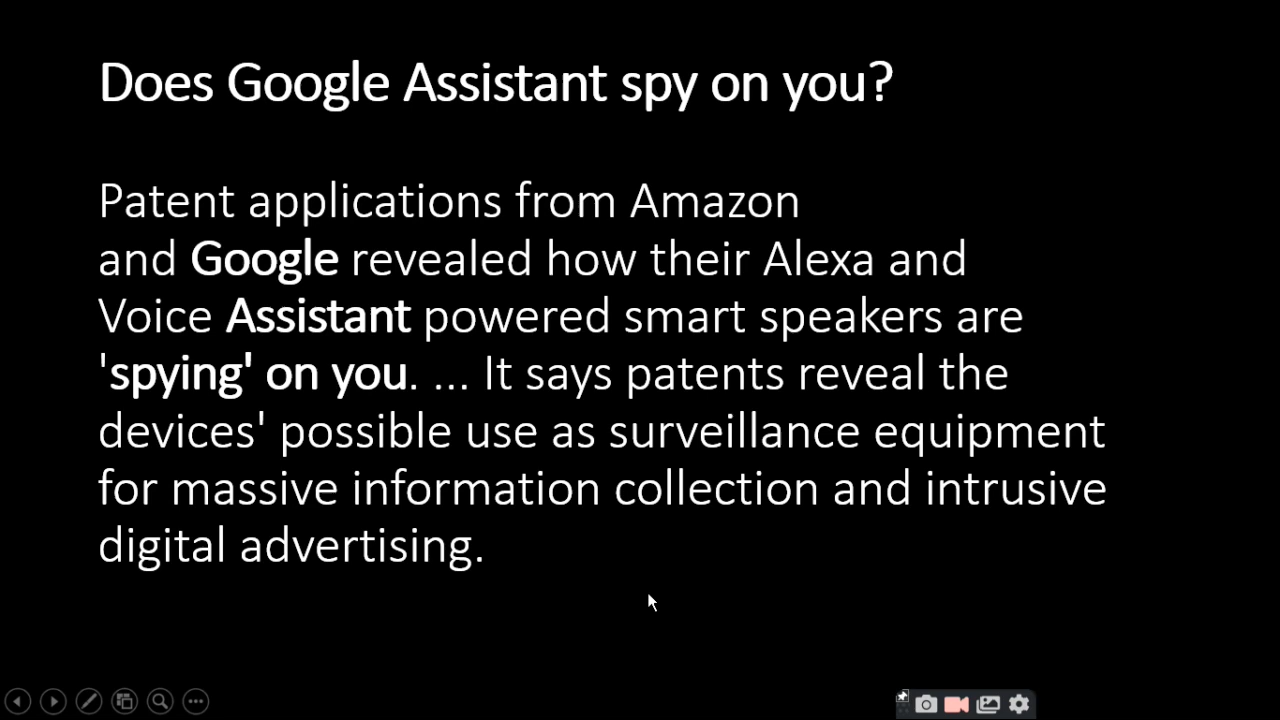 Does Google Assistant spy on you?
Patent applications from Amazon
and Google revealed how their Alexa and
Voice Assistant powered smart speakers are
'spying' on you. ... It says patents reveal the
devices' possible use as surveillance equipment
for massive information collection and intrusive
digital advertising.